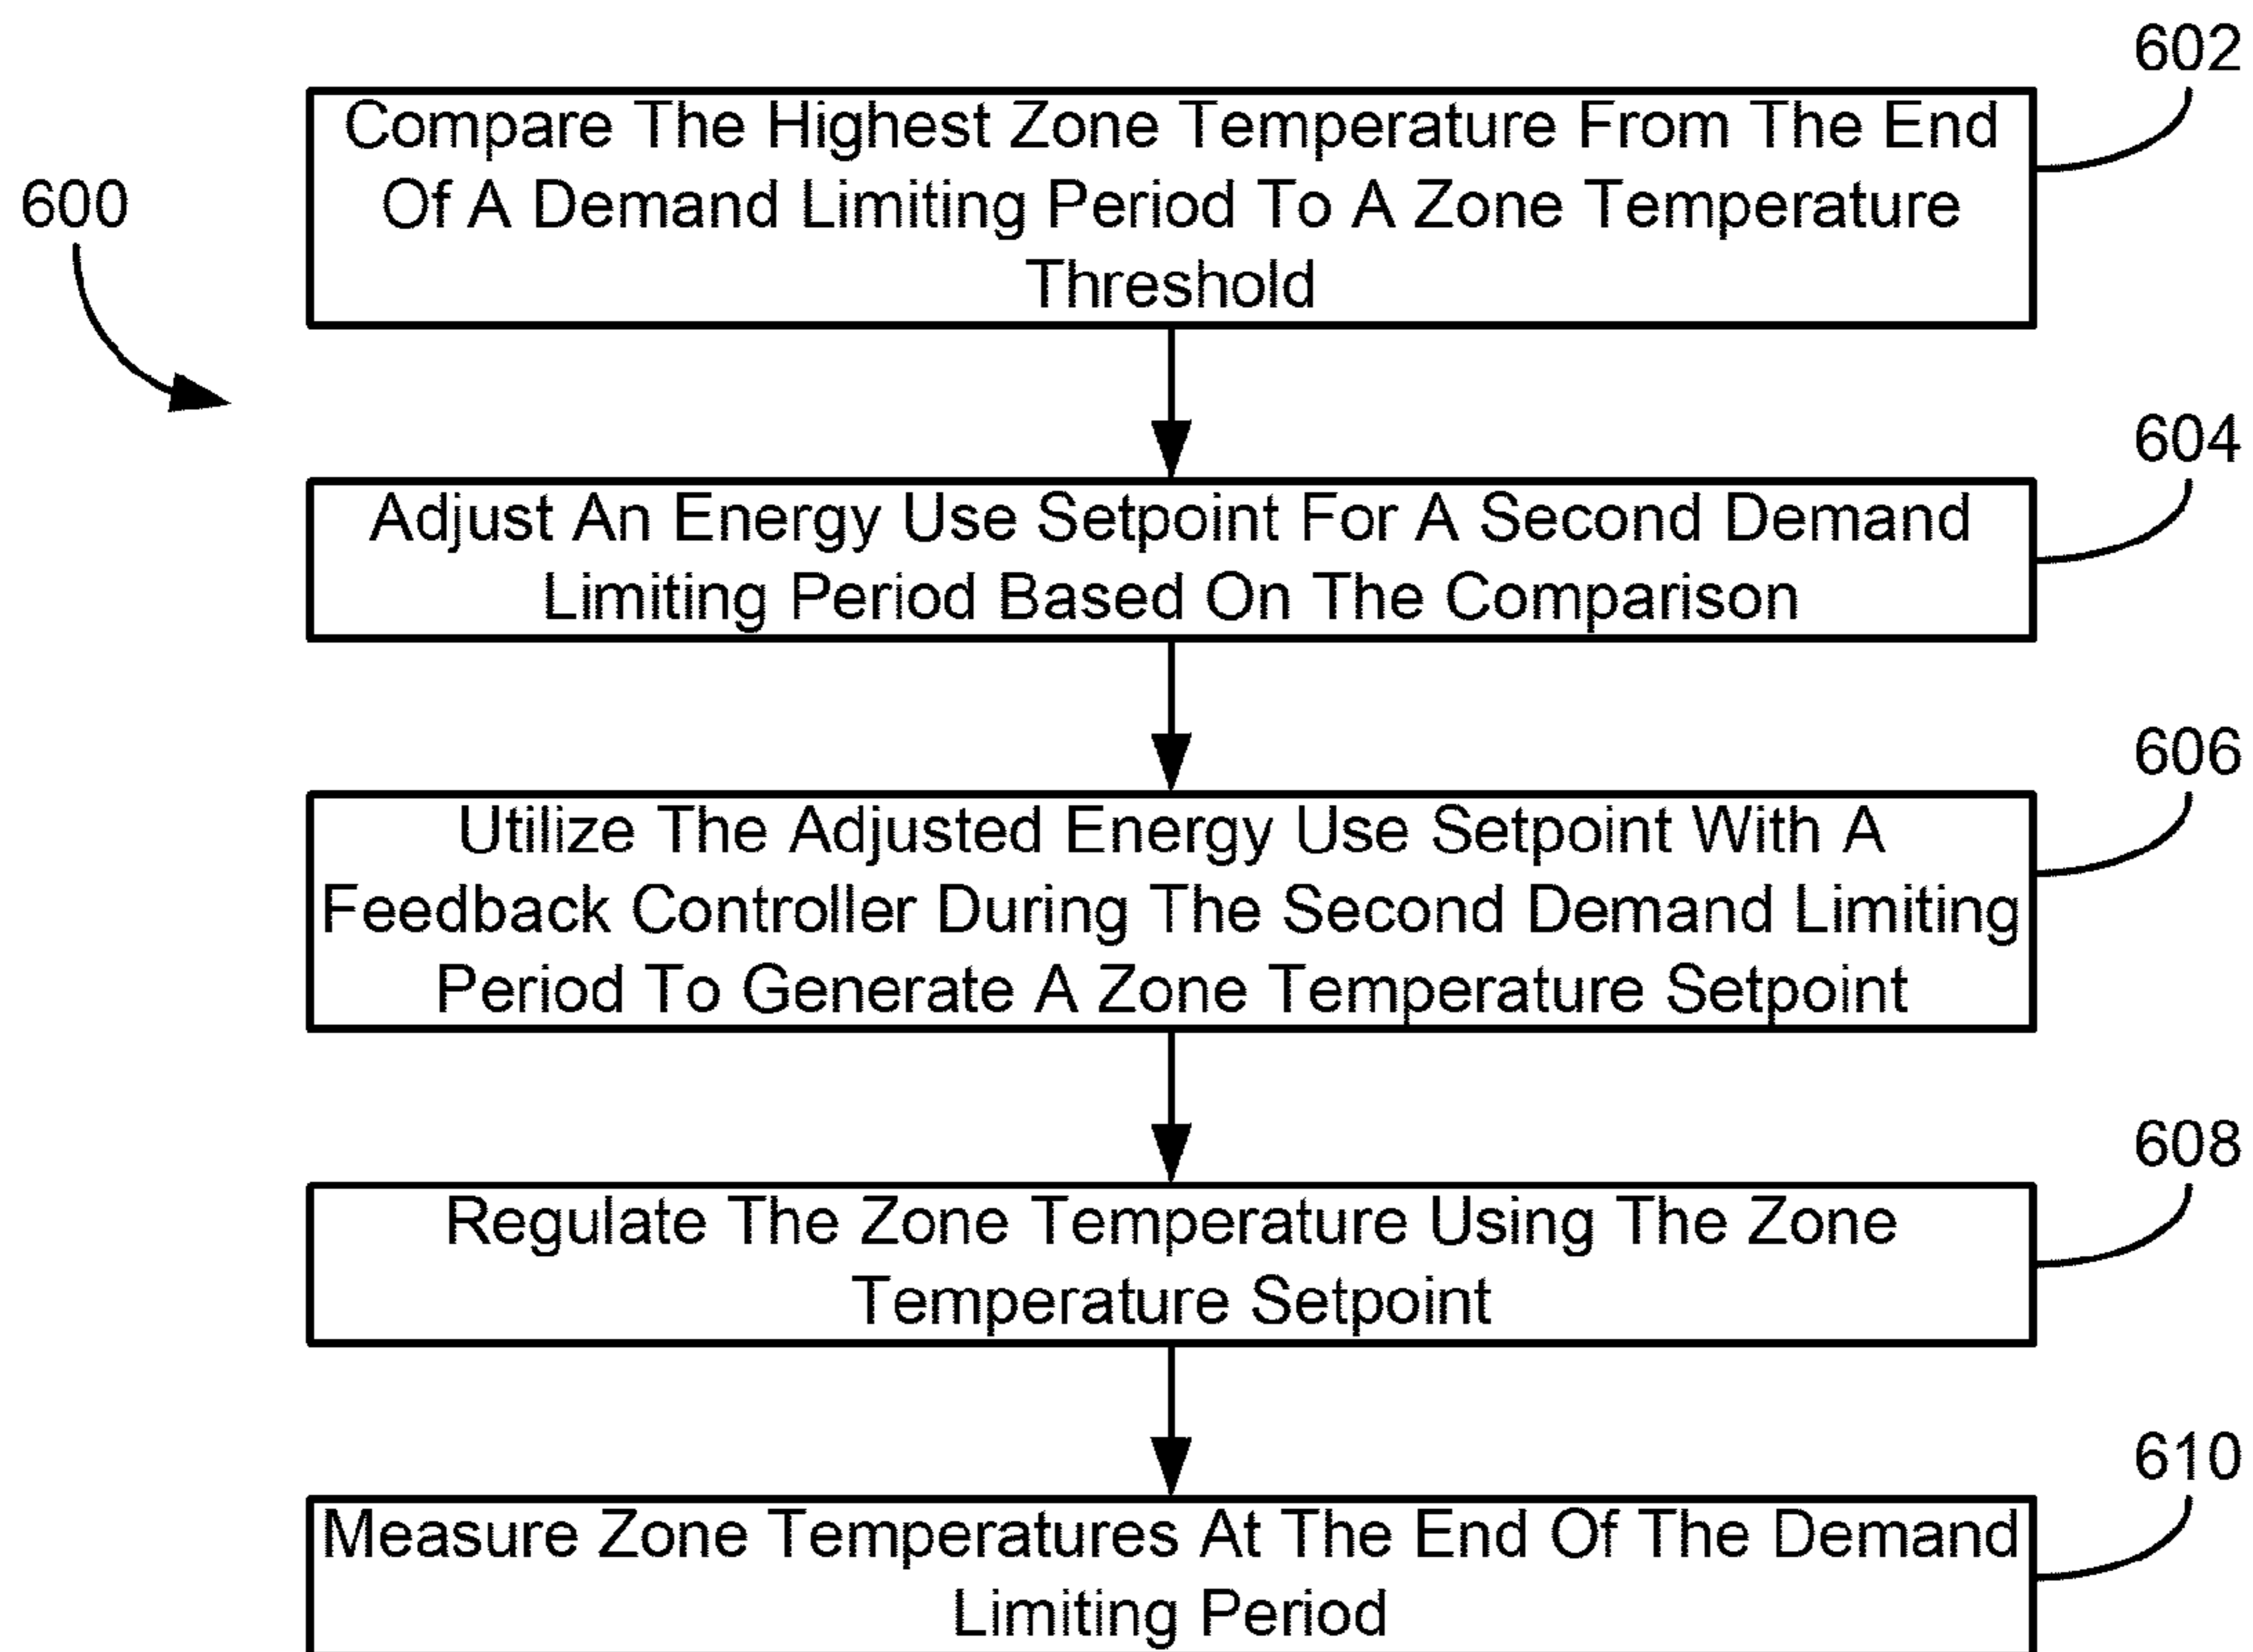 602
Compare The Highest Zone Temperature From The End
Of A Demand Limiting Period To A Zone Temperature
Threshold
600
604
Adjust An Energy Use Setpoint For A Second Demand
Limiting Period Based On The Comparison
606
Utilize The Adjusted Energy Use Setpoint With A
Feedback Controller During The Second Demand Limiting
Period To Generate A Zone Temperature Setpoint
608
Regulate The Zone Temperature Using The Zone
Temperature Setpoint
610
Measure Zone Temperatures At The End Of The Demand
Limiting Period